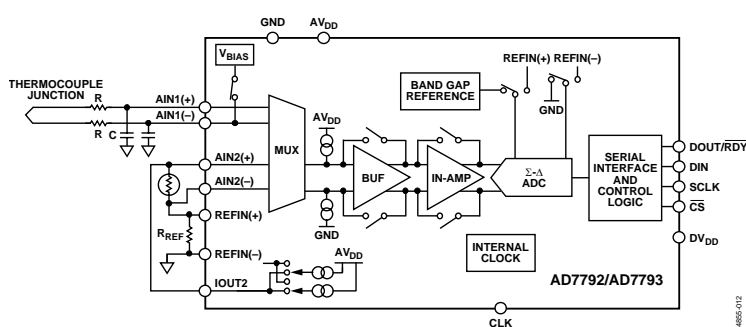 GND
AVDD
REFIN(+) REFIN(–)
VBIAS
THERMOCOUPLE
JUNCTION
R
R
C
AIN1(+)
AIN1(–)
BAND GAP
REFERENCE
GND
AVDD
MUX
BUF
IN-AMP
Σ-Δ
ADC
SERIAL
INTERFACE
AND
CONTROL
LOGIC
DOUT/RDY
DIN
SCLK
CS
DVDD
AIN2(+)
AIN2(–)
REFIN(+)
RREF
REFIN(–)
GND
AVDD
INTERNAL
CLOCK
IOUT2
AD7792/AD7793
CLK
4855-012